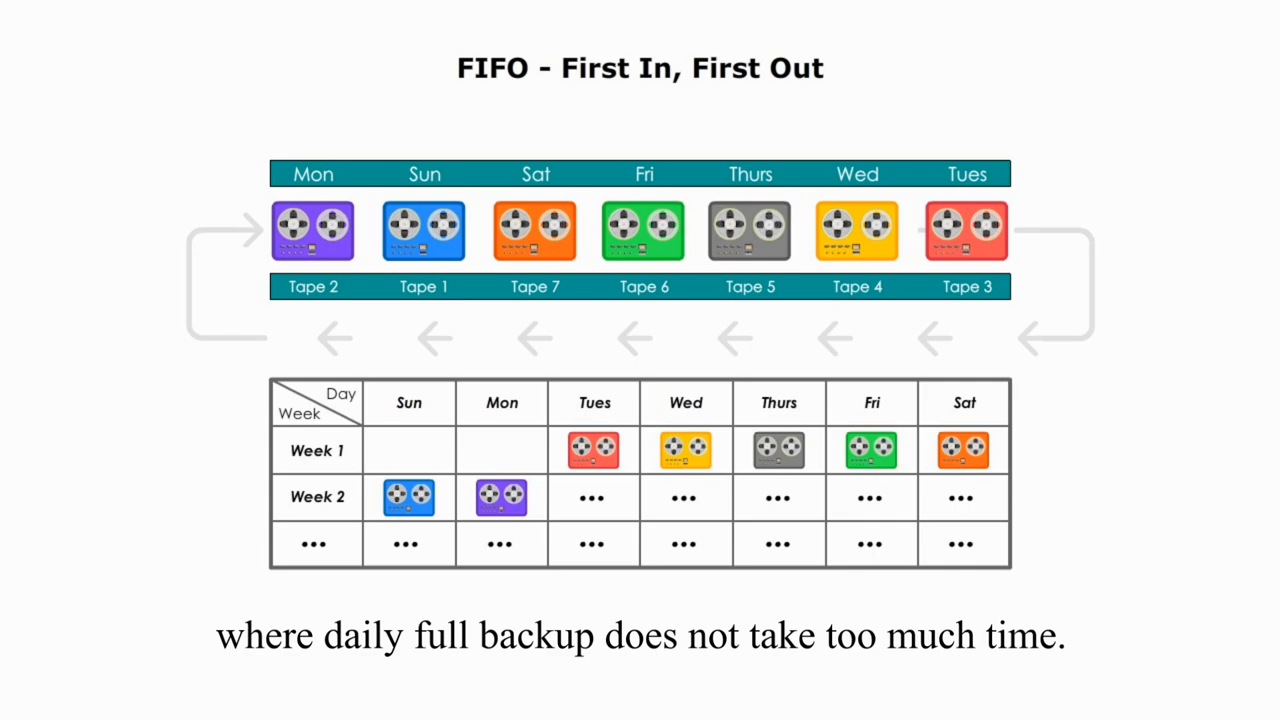 FIFO - First In, First Out
Mon Sun Sat Fri Thurs Wed Tues
Tape 2 Tape 1 Tape 7 Tape 6 Tape 5 Tape 4 Tape 3
Day
Week
Sun Mon Tues Wed Thurs Fri Sat
Week 1
Week 2 ••• ••• ••• ••• •••
••• ••• ••• ••• ••• ••• ••• •••
where daily full backup does not take too much time.